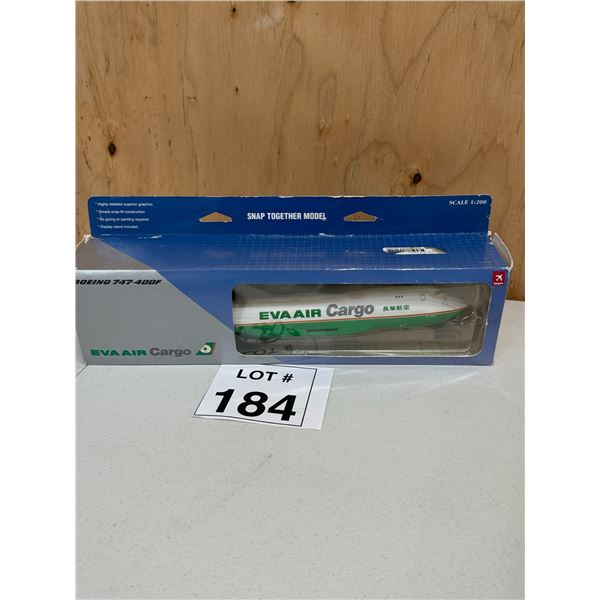 * Highly detailed superior graphics
* Simple snap-fit construction
* No gluing or painting required
* Display stand included
SNAP TOGETHER MODEL
SCALE 1:200
BOEING 747-400F
EVA AIR Cargo
EVA AIR Cargo 長榮航空
LOT #
184